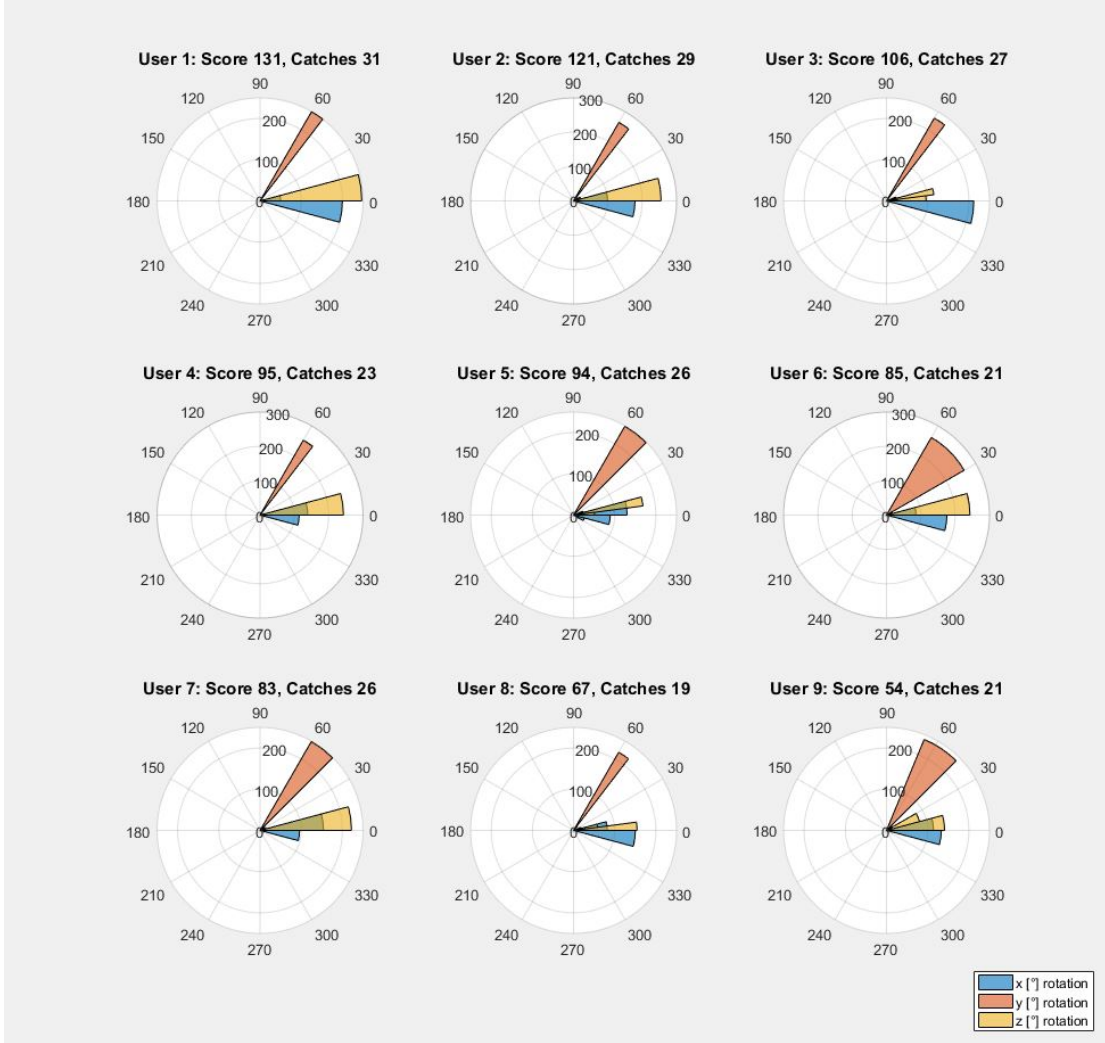 User 1: Score 131, Catches 31
90
120 60
200
150 30
100
180 0 0
210 330
240 300
270
User 2: Score 121, Catches 29
90
120 300 60
200
150 30
100
180 0 0
210 330
240 300
270
User 3: Score 106, Catches 27
90
120 60
200
150 30
100
180 0 0
210 330
240 300
270
User 4: Score 95, Catches 23
90
120 300 60
200
150 30
100
180 0 0
210 330
240 300
270
User 5: Score 94, Catches 26
90
120 60
200
150 30
100
180 0 0
210 330
240 300
270
User 6: Score 85, Catches 21
90
120 300 60
200
150 30
100
180 0 0
210 330
240 300
270
User 7: Score 83, Catches 26
90
120 60
200
150 30
100
180 0 0
210 330
240 300
270
User 8: Score 67, Catches 19
90
120 60
200
150 30
100
180 0 0
210 330
240 300
270
User 9: Score 54, Catches 21
90
120 60
200
150 30
100
180 0 0
210 330
240 300
270
x [°] rotation
y [°] rotation
z [°] rotation